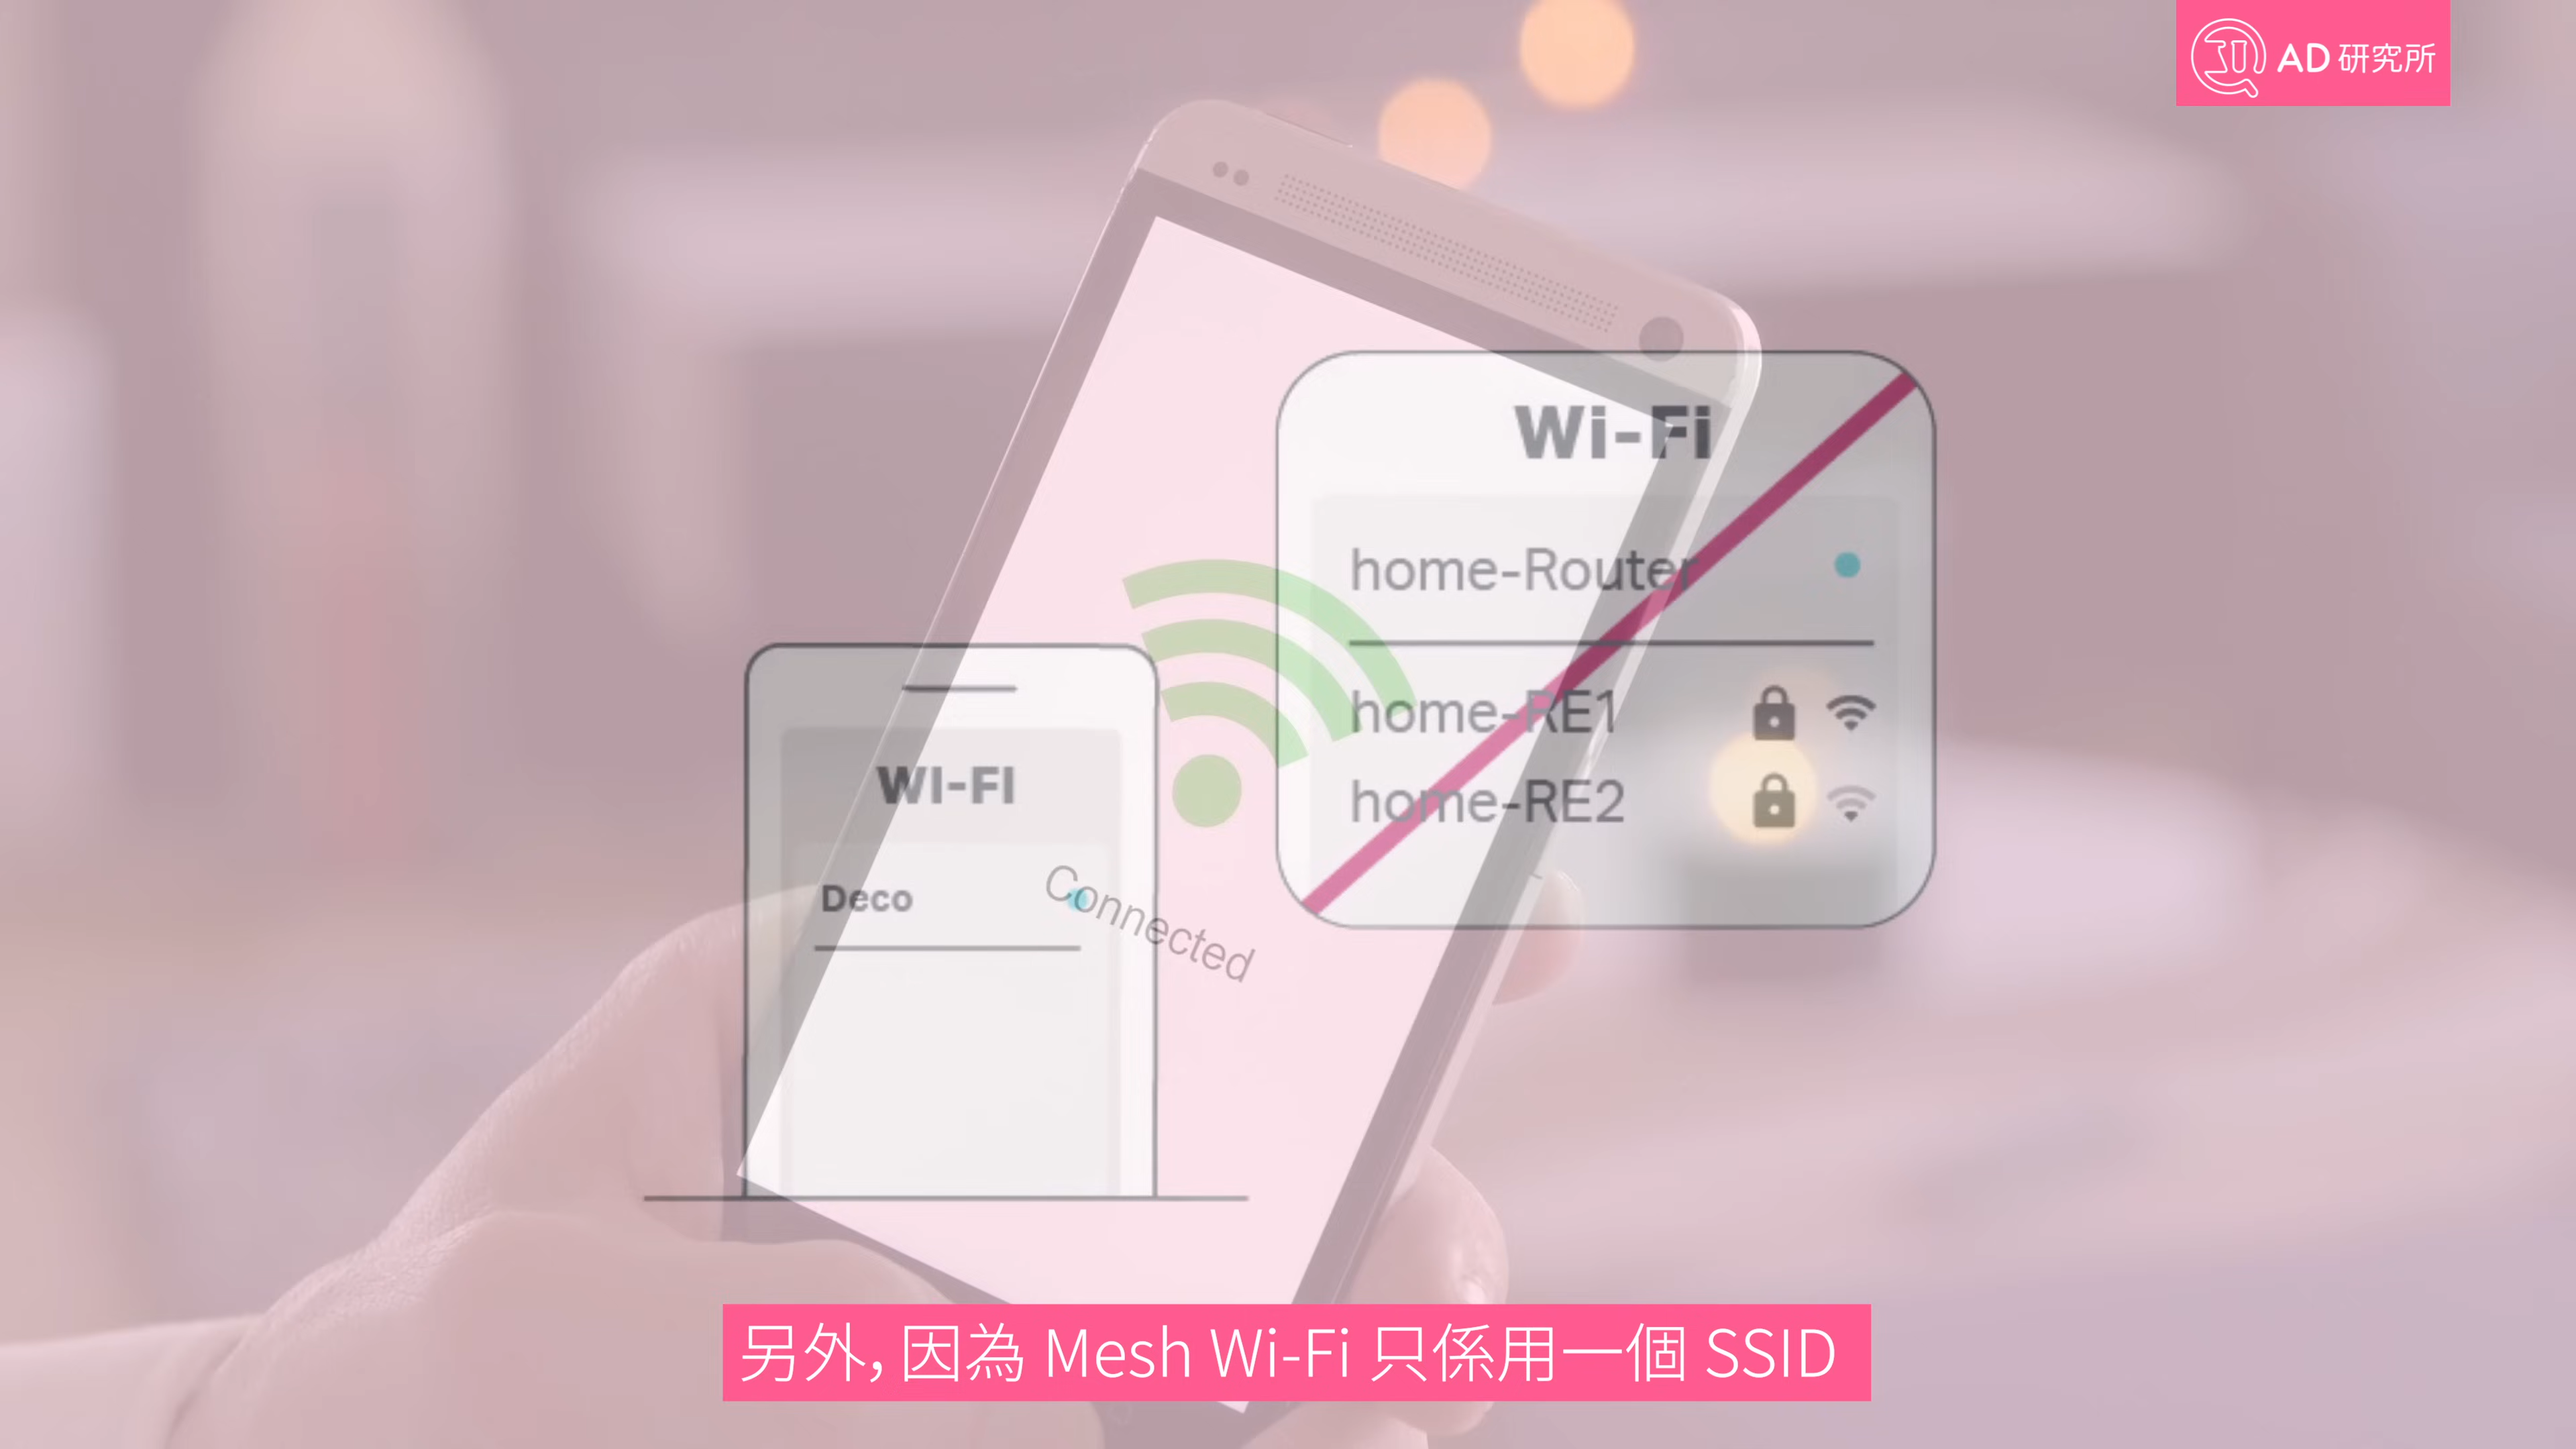 AD 研究所
Wi-Fi
home-Router
home-RE1
home-RE2
WI-FI
Deco
Connected
另外，因為 Mesh Wi-Fi 只係用一個 SSID